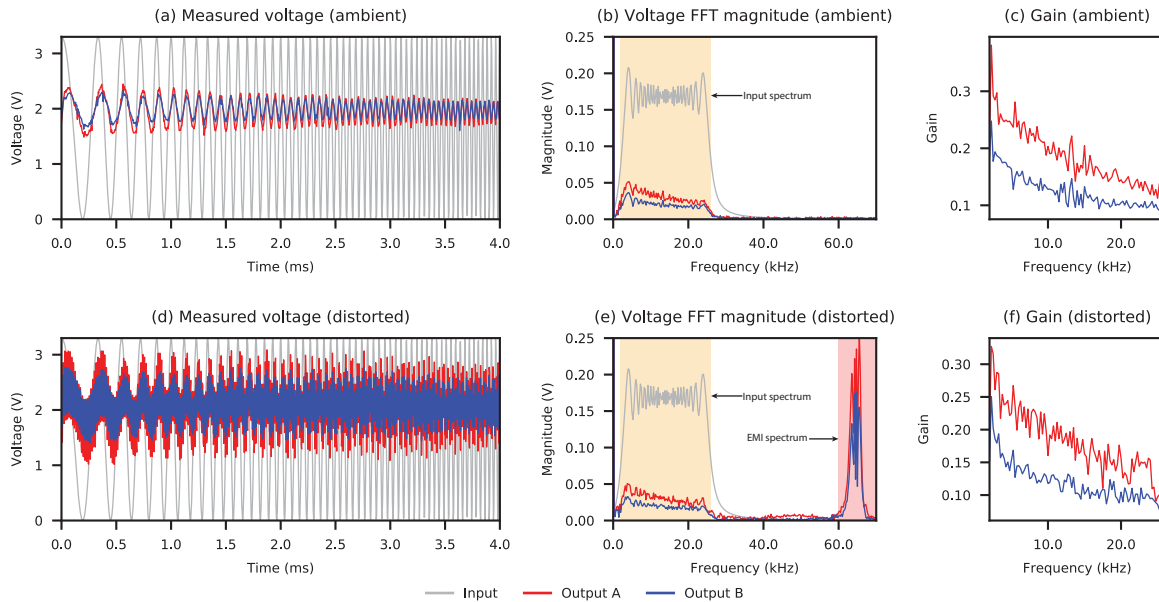 (a) Measured voltage (ambient)
3
2
1
0
Voltage (V)
0.0 0.5 1.0 1.5 2.0 2.5 3.0 3.5 4.0
Time (ms)
(b) Voltage FFT magnitude (ambient)
0.25
0.20
0.15
0.10
0.05
0.00
Magnitude (V)
Input spectrum
0.0 20.0 40.0 60.0
Frequency (kHz)
(c) Gain (ambient)
0.3
0.2
0.1
Gain
10.0 20.0
Frequency (kHz)
(d) Measured voltage (distorted)
3
2
1
0
Voltage (V)
0.0 0.5 1.0 1.5 2.0 2.5 3.0 3.5 4.0
Time (ms)
(e) Voltage FFT magnitude (distorted)
0.25
0.20
0.15
0.10
0.05
0.00
Magnitude (V)
Input spectrum
EMI spectrum
0.0 20.0 40.0 60.0
Frequency (kHz)
(f) Gain (distorted)
0.30
0.25
0.20
0.15
0.10
Gain
10.0 20.0
Frequency (kHz)
Input Output A Output B